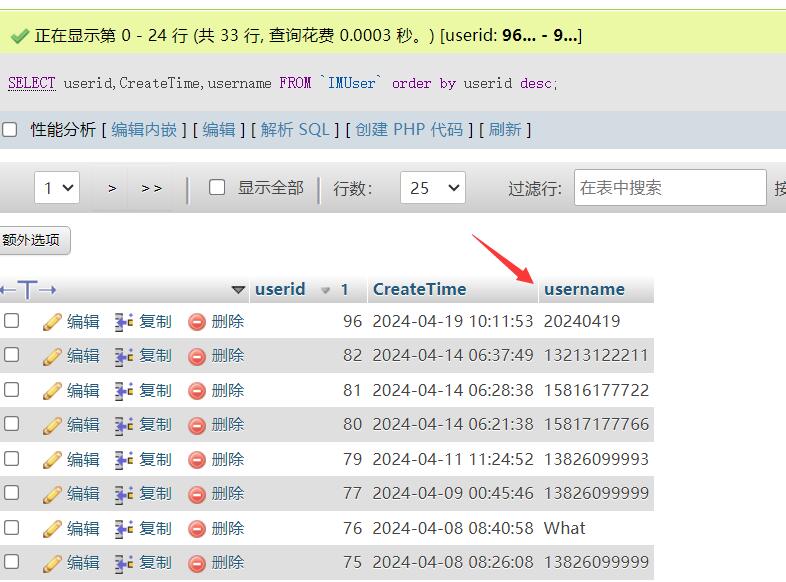 正在显示第 0 - 24 行 (共 33 行, 查询花费 0.0003 秒。) [userid: 96... - 9...]
SELECT userid,CreateTime,username FROM `IMUser` order by userid desc;
性能分析 [ 编辑内嵌 ] [ 编辑 ] [ 解析 SQL ] [ 创建 PHP 代码 ] [ 刷新 ]
1 > >> 显示全部 行数: 25 过滤行: 在表中搜索 按
额外选项
←T→ userid 1 CreateTime username
编辑 复制 删除 96 2024-04-19 10:11:53 20240419
编辑 复制 删除 82 2024-04-14 06:37:49 13213122211
编辑 复制 删除 81 2024-04-14 06:28:38 15816177722
编辑 复制 删除 80 2024-04-14 06:21:38 15817177766
编辑 复制 删除 79 2024-04-11 11:24:52 13826099993
编辑 复制 删除 77 2024-04-09 00:45:46 13826099999
编辑 复制 删除 76 2024-04-08 08:40:58 What
编辑 复制 删除 75 2024-04-08 08:26:08 13826099999